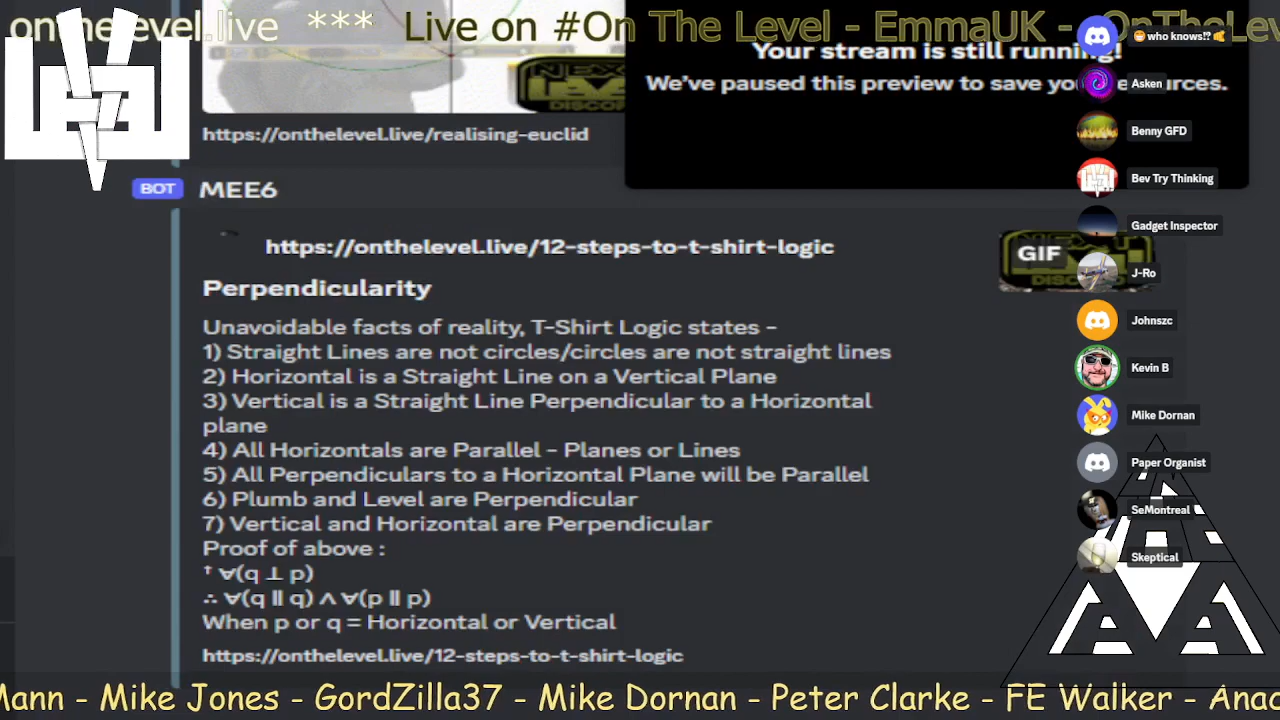 onthelevel.live *** Live on #On The Level - EmmaUK - OnTheLev
Your stream is still running!
We've paused this preview to save your resources.
who knows!?
Asken
Benny GFD
Bev Try Thinking
Gadget Inspector
J-Ro
Johnszc
Kevin B
Mike Dornan
Paper Organist
SeMontreal
Skeptical
https://onthelevel.live/realising-euclid
BOT MEE6
https://onthelevel.live/12-steps-to-t-shirt-logic
GIF
Perpendicularity
Unavoidable facts of reality, T-Shirt Logic states -
1) Straight Lines are not circles/circles are not straight lines
2) Horizontal is a Straight Line on a Vertical Plane
3) Vertical is a Straight Line Perpendicular to a Horizontal
plane
4) All Horizontals are Parallel - Planes or Lines
5) All Perpendiculars to a Horizontal Plane will be Parallel
6) Plumb and Level are Perpendicular
7) Vertical and Horizontal are Perpendicular
Proof of above :
† ∀(q ⊥ p)
∴ ∀(q ∥ q) ∧ ∀(p ∥ p)
When p or q = Horizontal or Vertical
https://onthelevel.live/12-steps-to-t-shirt-logic
Mann - Mike Jones - GordZilla37 - Mike Dornan - Peter Clarke - FE Walker - Anac